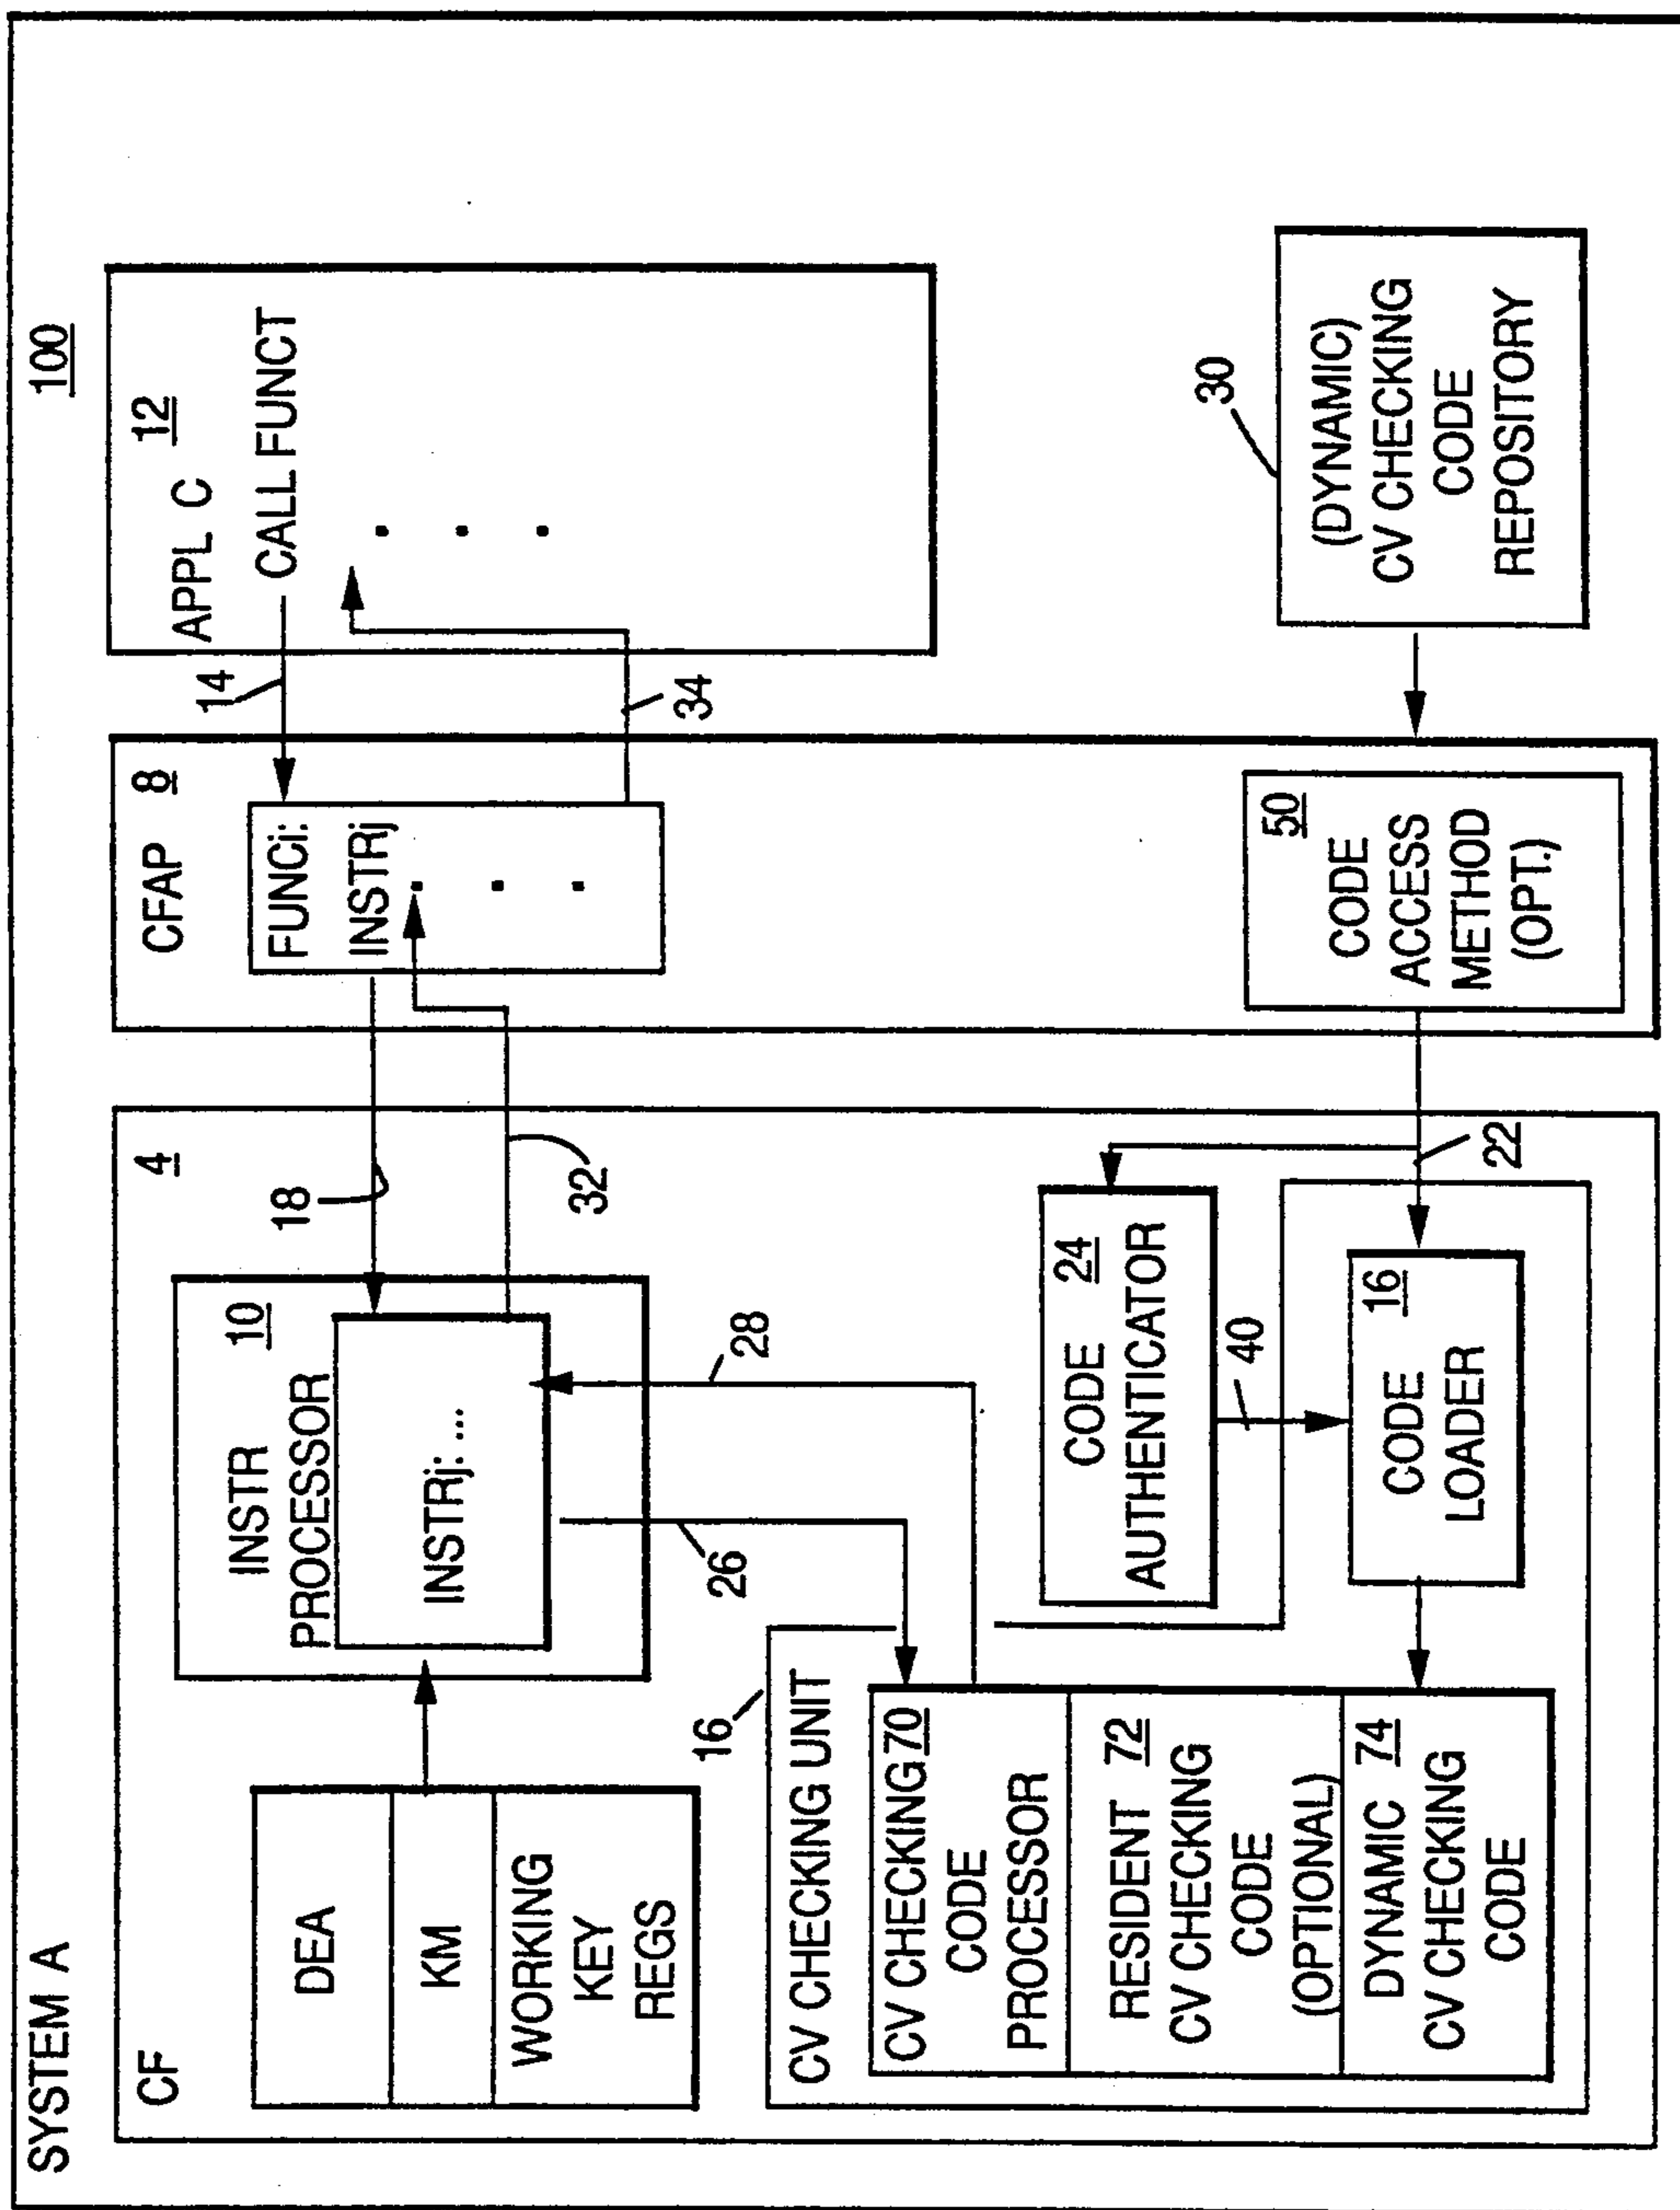 SYSTEM A
100
CF
4
DEA
KM
WORKING
KEY
REGS
INSTR
PROCESSOR
10
INSTRj: ...
18
32
26
28
16
CV CHECKING UNIT
CV CHECKING 70
CODE
PROCESSOR
RESIDENT 72
CV CHECKING
CODE
(OPTIONAL)
DYNAMIC 74
CV CHECKING
CODE
CODE 24
AUTHENTICATOR
40
CODE 16
LOADER
22
CFAP 8
FUNCi:
INSTRj
.
.
.
50
CODE
ACCESS
METHOD
(OPT.)
14
34
APPL C 12
CALL FUNCT
.
.
.
30
(DYNAMIC)
CV CHECKING
CODE
REPOSITORY